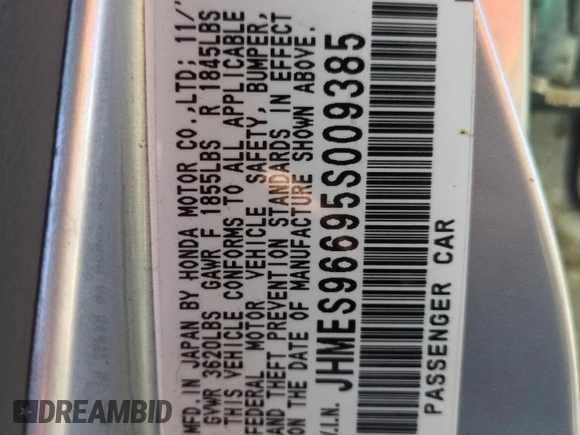 MFD. IN JAPAN BY HONDA MOTOR CO.,LTD; 11/
GVWR 3620LBS GAWR F 1855LBS R 1845LBS
THIS VEHICLE CONFORMS TO ALL APPLICABLE
FEDERAL MOTOR VEHICLE SAFETY, BUMPER,
AND THEFT PREVENTION STANDARDS IN EFFECT
ON THE DATE OF MANUFACTURE SHOWN ABOVE.
V.I.N. JHMES96695S009385
PASSENGER CAR
DREAMBID